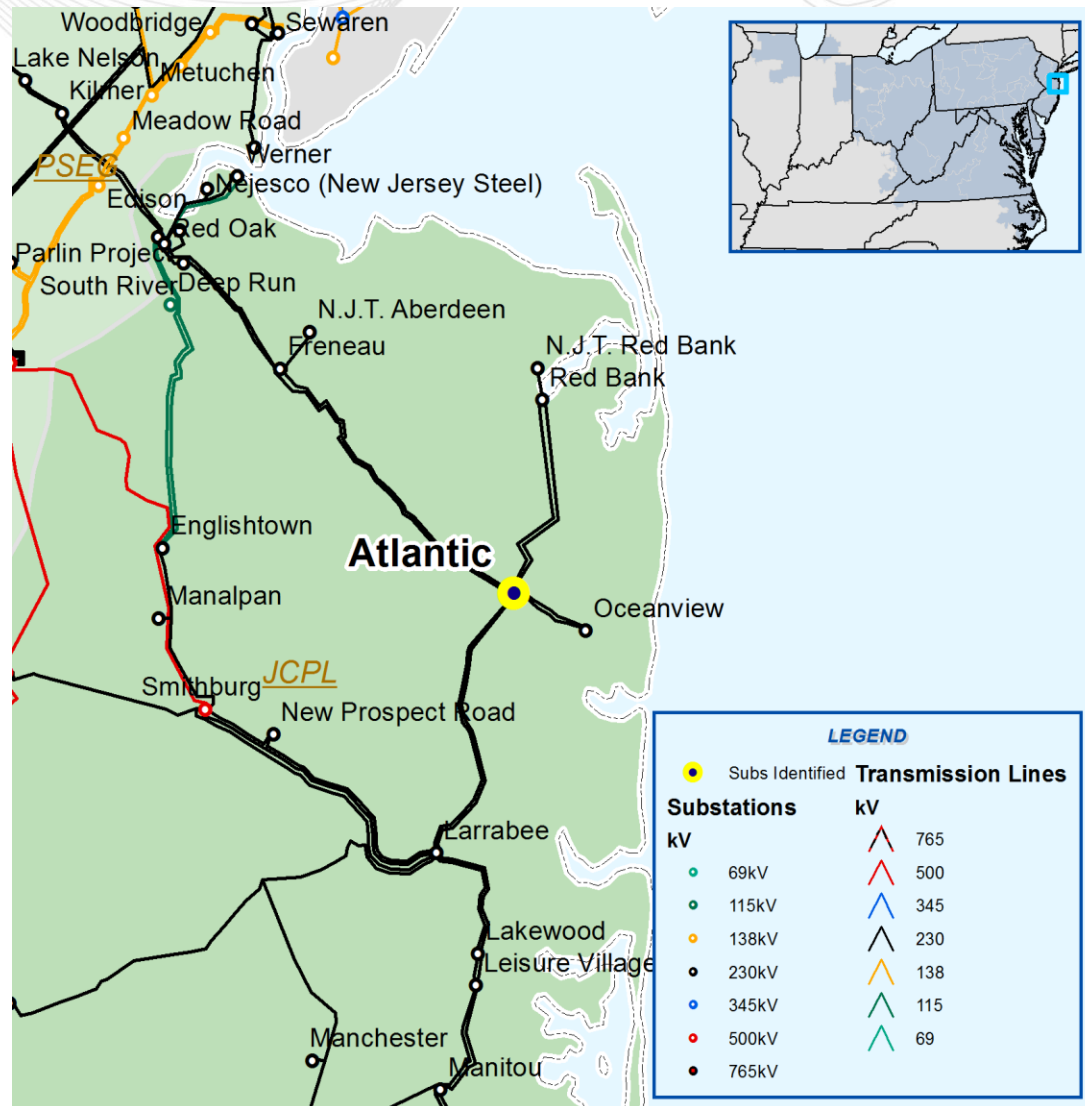 Woodbridge
Sewaren
Lake Nelson
Metuchen
Kilmer
Meadow Road
Werner
PSEG
Nejesco (New Jersey Steel)
Edison
Red Oak
Parlin Project
South River
Deep Run
N.J.T. Aberdeen
Freneau
N.J.T. Red Bank
Red Bank
Englishtown
Atlantic
Manalpan
Oceanview
Smithburg
JCPL
New Prospect Road
Larrabee
Lakewood
Leisure Village
Manchester
Manitou
LEGEND
Subs Identified
Transmission Lines
Substations
kV
kV
765
69kV
500
115kV
345
138kV
230
230kV
138
345kV
115
500kV
69
765kV